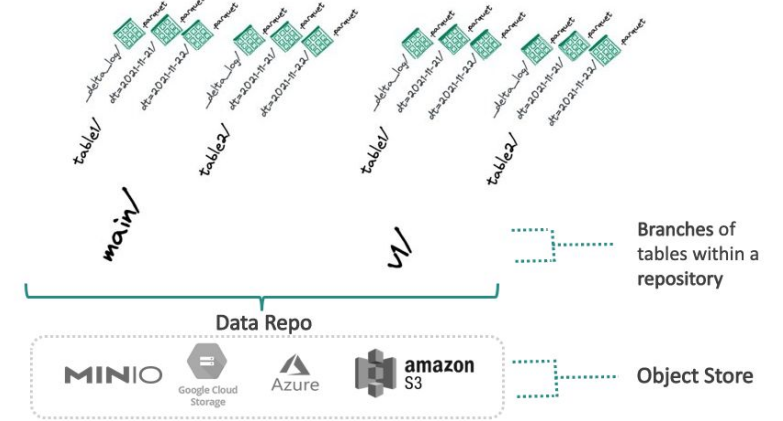 parquet
parquet
parquet
_delta_log/
dt=2021-11-21/
dt=2021-11-22/
table1/
parquet
parquet
parquet
_delta_log/
dt=2021-11-21/
dt=2021-11-22/
table2/
main/
parquet
parquet
parquet
_delta_log/
dt=2021-11-21/
dt=2021-11-22/
table1/
parquet
parquet
parquet
_delta_log/
dt=2021-11-21/
dt=2021-11-22/
table2/
v1/
Branches of
tables within a
repository
Data Repo
MINIO
Google Cloud
Storage
Azure
amazon
S3
Object Store